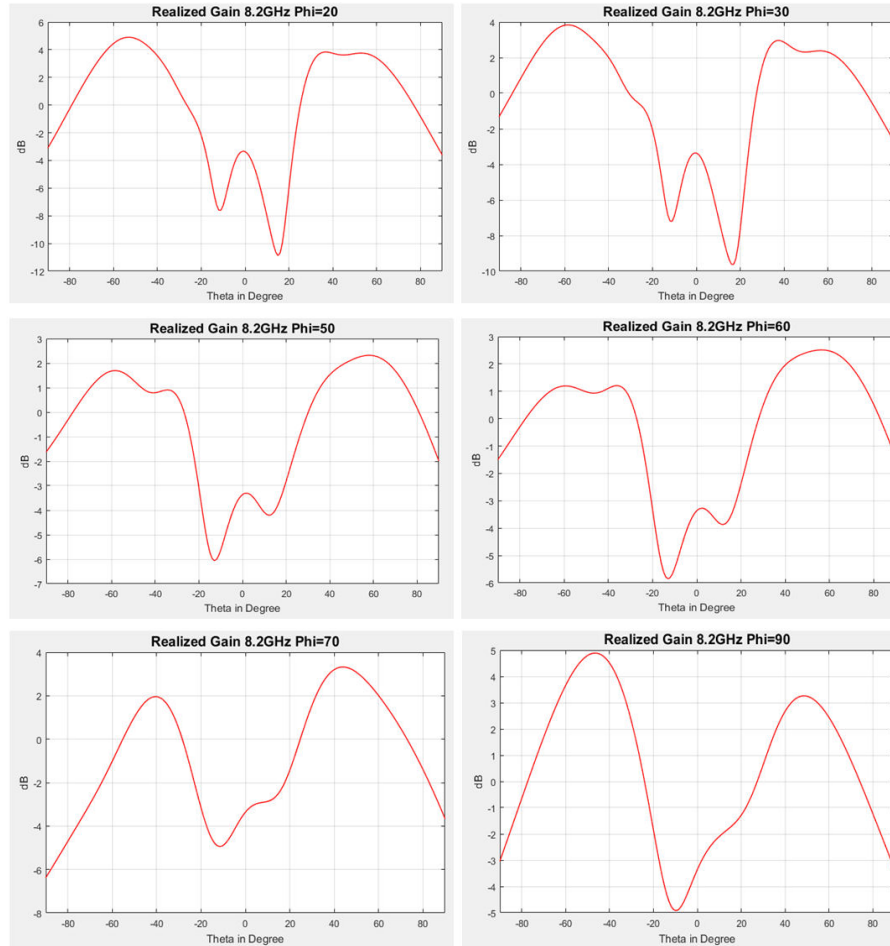 Realized Gain 8.2GHz Phi=20
6
4
2
0
-2
-4
-6
-8
-10
-12
dB
-80 -60 -40 -20 0 20 40 60 80
Theta in Degree
Realized Gain 8.2GHz Phi=30
4
2
0
-2
-4
-6
-8
-10
dB
-80 -60 -40 -20 0 20 40 60 80
Theta in Degree
Realized Gain 8.2GHz Phi=50
3
2
1
0
-1
-2
-3
-4
-5
-6
-7
dB
-80 -60 -40 -20 0 20 40 60 80
Theta in Degree
Realized Gain 8.2GHz Phi=60
3
2
1
0
-1
-2
-3
-4
-5
-6
dB
-80 -60 -40 -20 0 20 40 60 80
Theta in Degree
Realized Gain 8.2GHz Phi=70
4
2
0
-2
-4
-6
-8
dB
-80 -60 -40 -20 0 20 40 60 80
Theta in Degree
Realized Gain 8.2GHz Phi=90
5
4
3
2
1
0
-1
-2
-3
-4
-5
dB
-80 -60 -40 -20 0 20 40 60 80
Theta in Degree